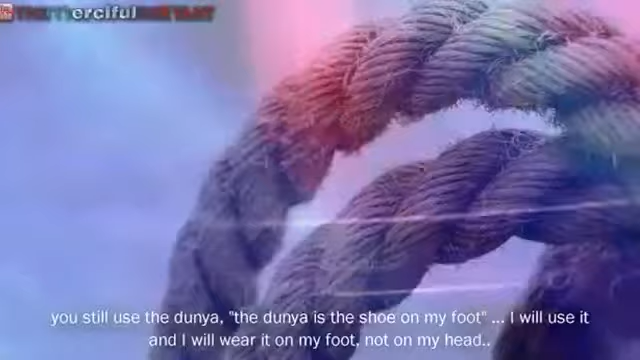 THEMercifulSERVANT
you still use the dunya, "the dunya is the shoe on my foot" ... I will use it
and I will wear it on my foot, not on my head..